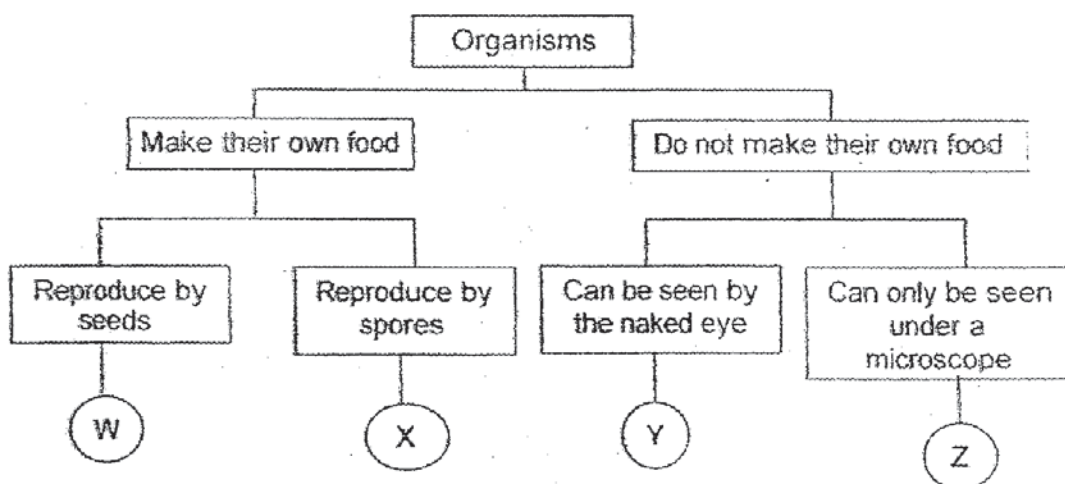 Organisms
Make their own food
Do not make their own food
Reproduce by
seeds
Reproduce by
spores
Can be seen by
the naked eye
Can only be seen
under a
microscope
W
X
Y
Z